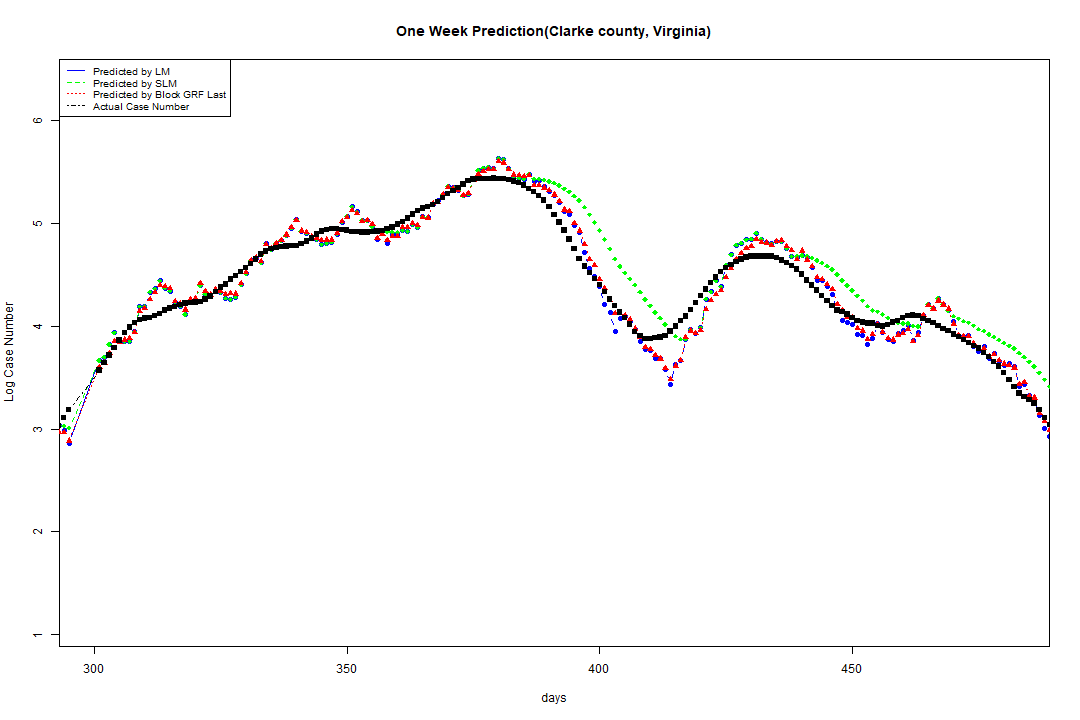 One Week Prediction(Clarke county, Virginia)
Predicted by LM
Predicted by SLM
Predicted by Block GRF Last
Actual Case Number
Log Case Number
6
5
4
3
2
1
300 350 400 450
days